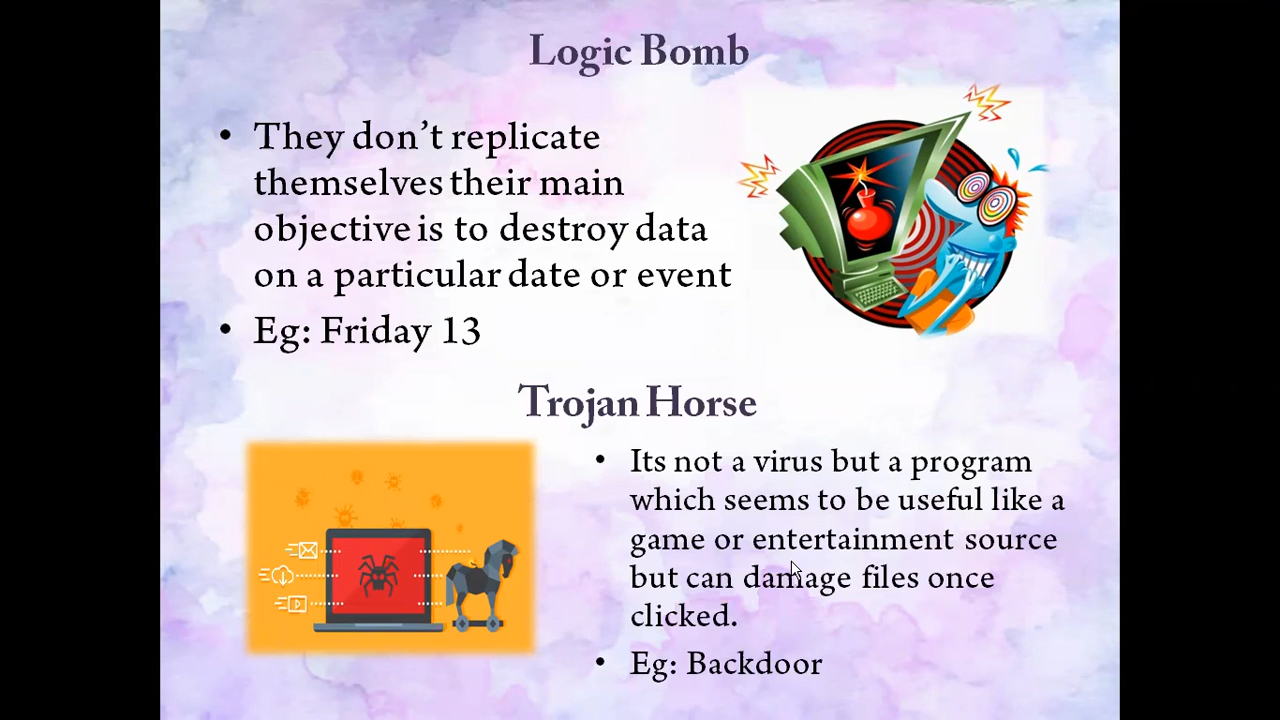 Logic Bomb
• They don’t replicate
themselves their main
objective is to destroy data
on a particular date or event
• Eg: Friday 13
Trojan Horse
• Its not a virus but a program
which seems to be useful like a
game or entertainment source
but can damage files once
clicked.
• Eg: Backdoor